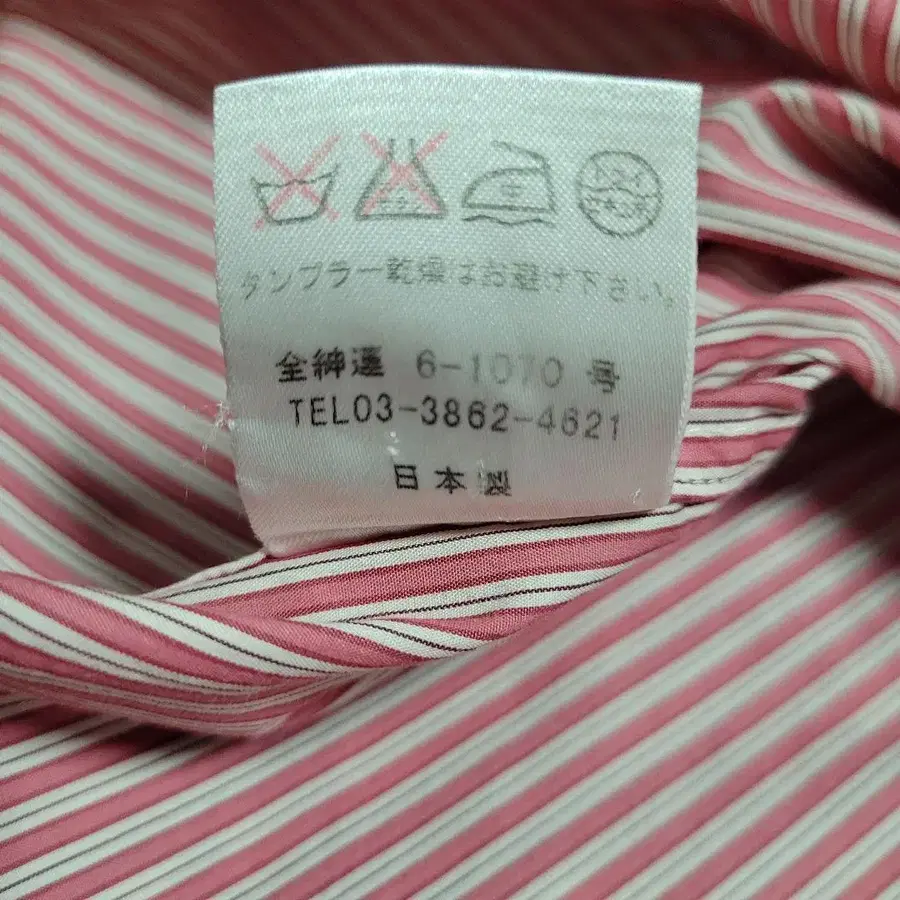 タンブラー乾燥はお避け下さい。
全紳連 6-1070 号
TEL03-3862-4621
日本製